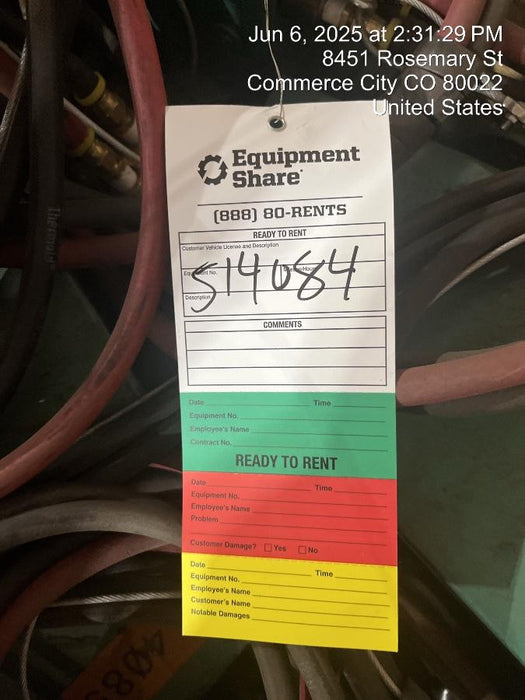 Jun 6, 2025 at 2:31:29 PM
8451 Rosemary St
Commerce City CO 80022
United States
Equipment
Share
(888) 80-RENTS
READY TO RENT
Customer Vehicle License and Description
Equipment No.
514084
Description
COMMENTS
Date Time
Equipment No.
Employee's Name
Contract No.
READY TO RENT
Date Time
Equipment No.
Employee's Name
Problem
Customer Damage? Yes No
Date Time
Equipment No.
Employee's Name
Customer's Name
Notable Damages